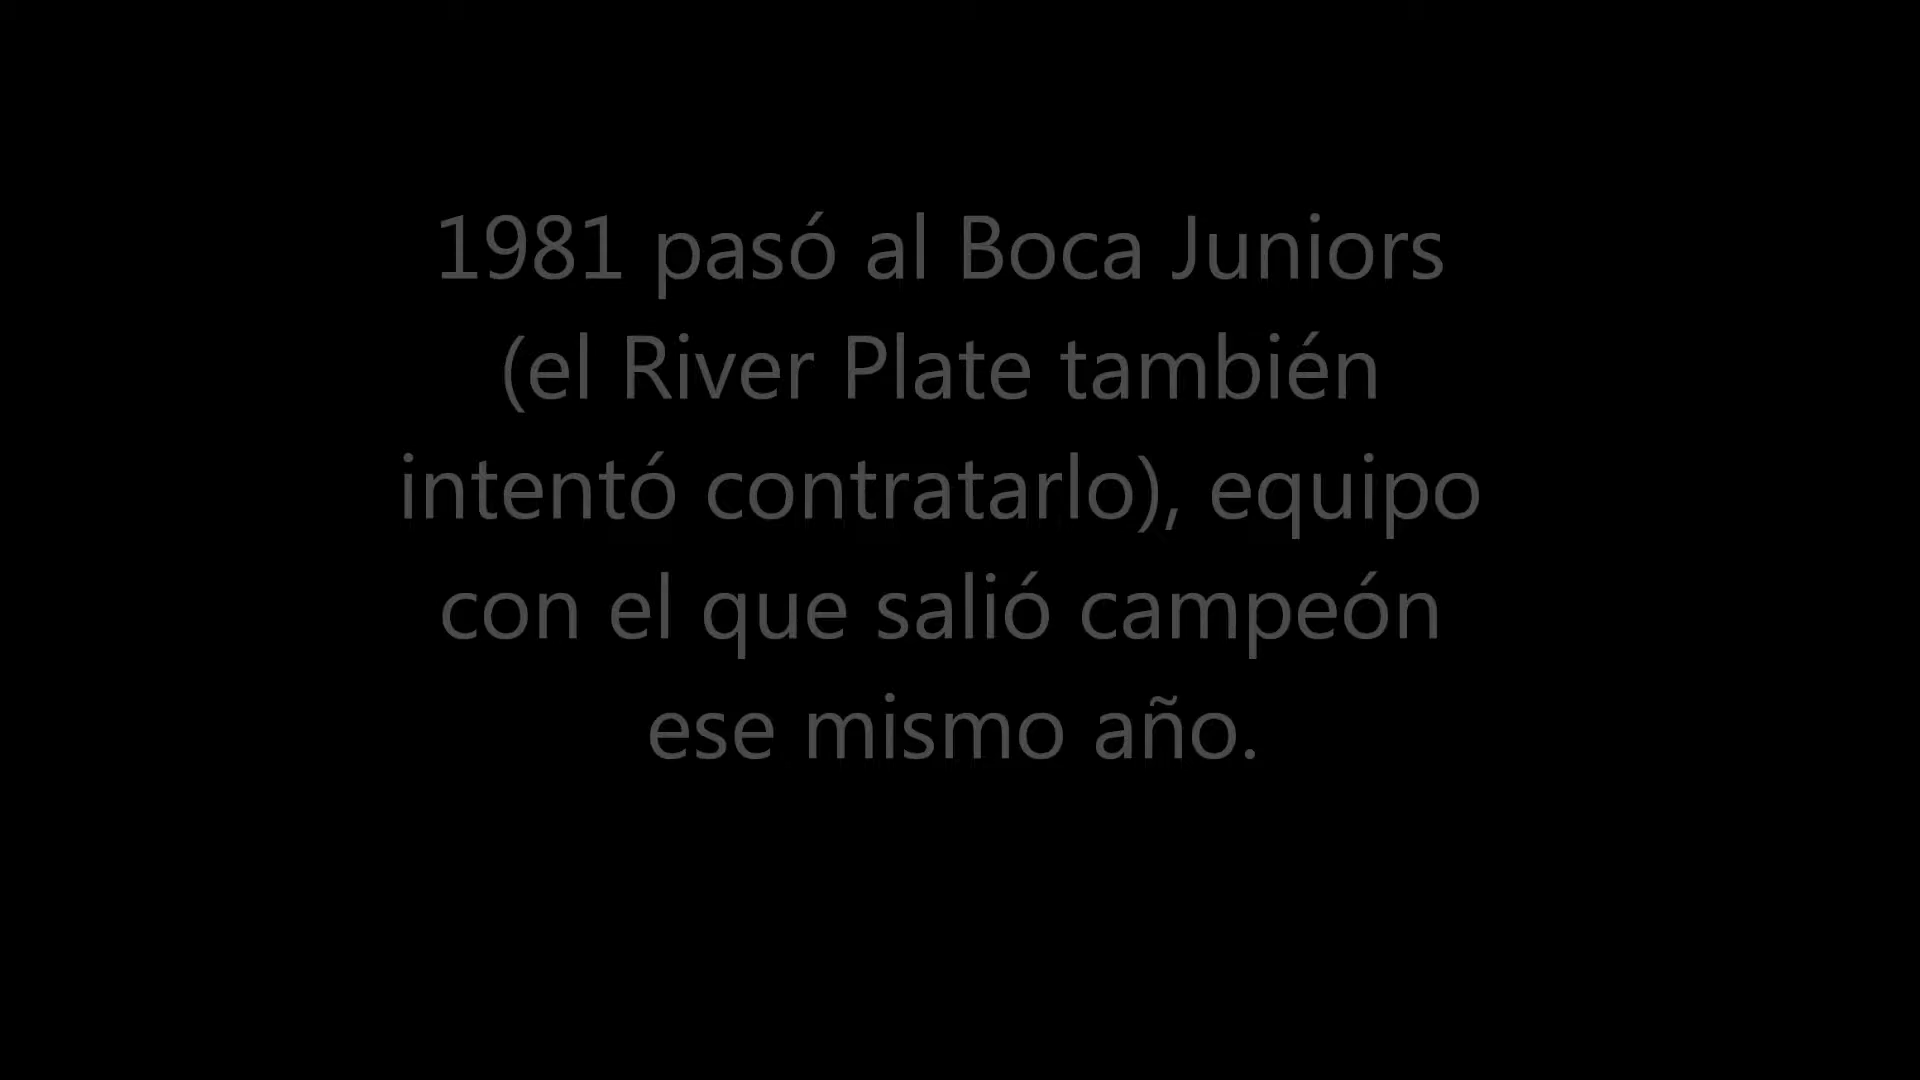 1981 pasó al Boca Juniors
(el River Plate también
intentó contratarlo), equipo
con el que salió campeón
ese mismo año.